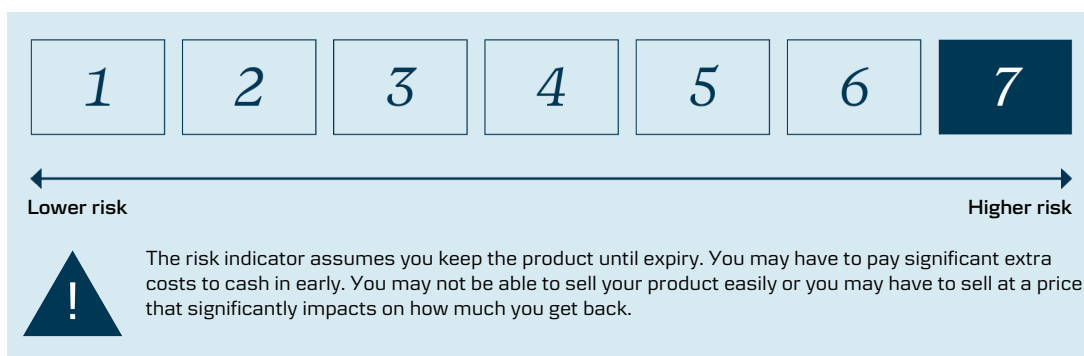 1 2 3 4 5 6 7
Lower risk Higher risk
The risk indicator assumes you keep the product until expiry. You may have to pay significant extra
costs to cash in early. You may not be able to sell your product easily or you may have to sell at a price
that significantly impacts on how much you get back.
!